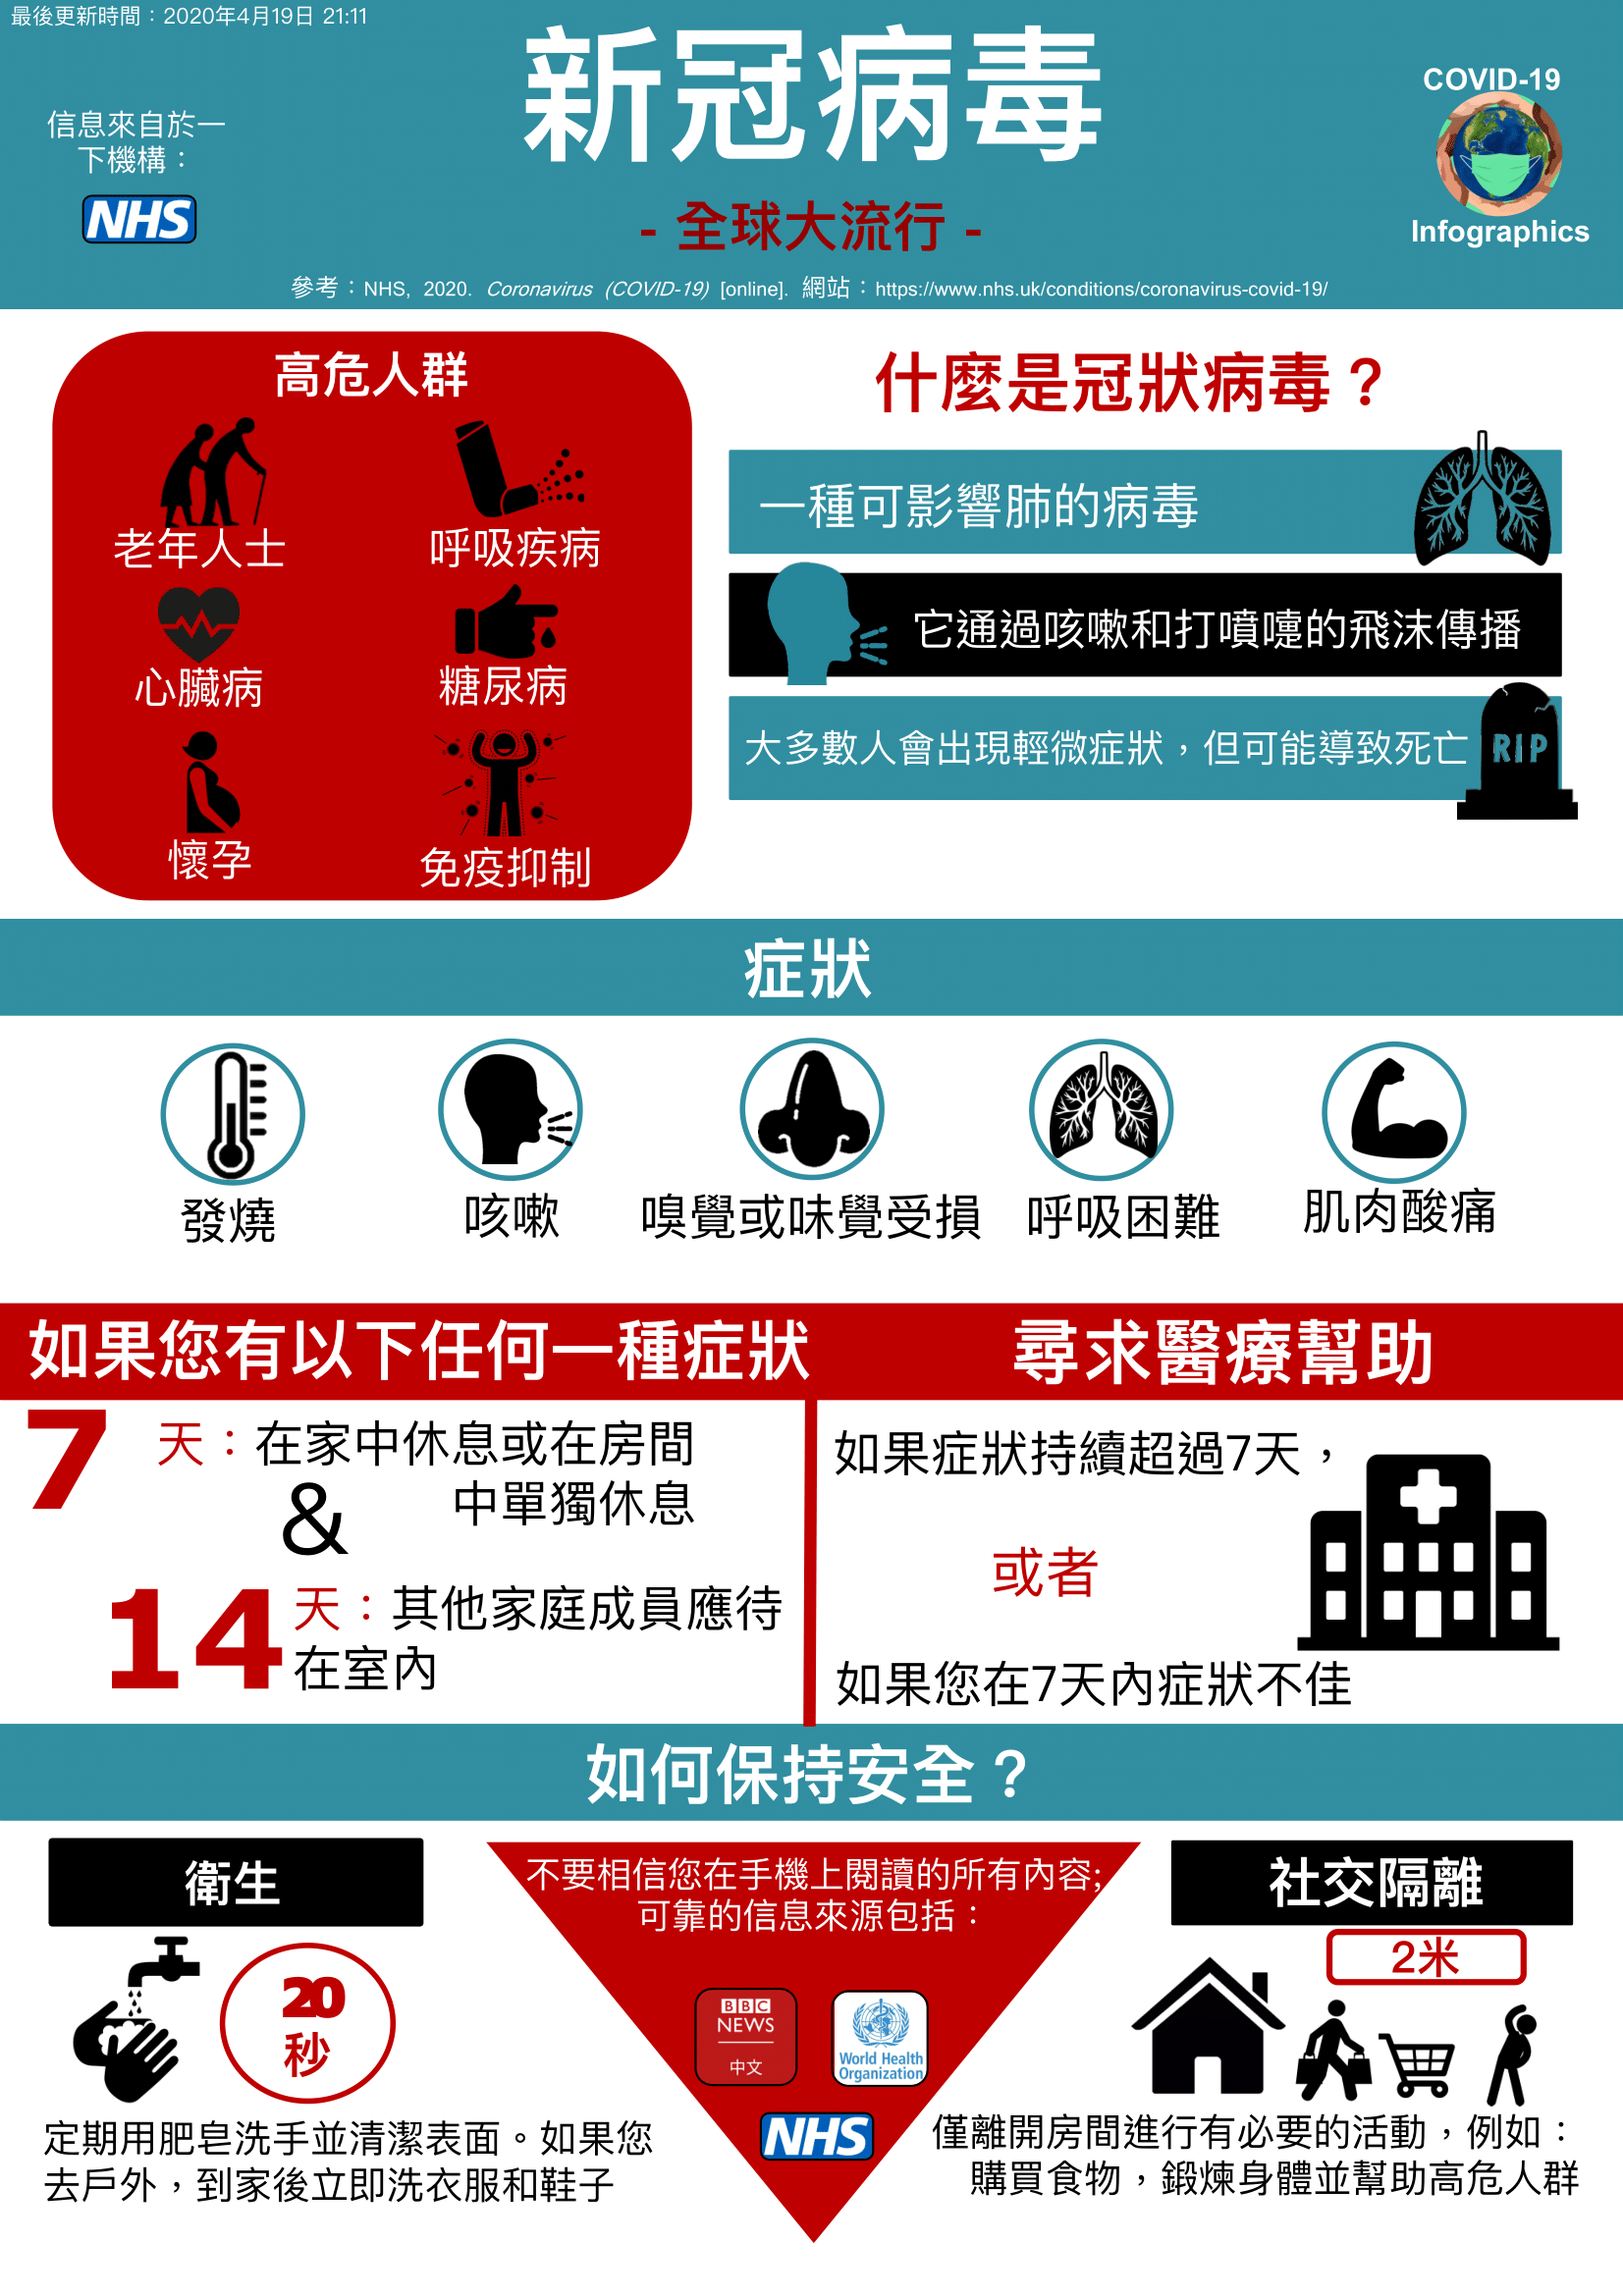 最後更新時間：2020年4月19日 21:11
信息來自於一
下機構：
NHS
新冠病毒
- 全球大流行 -
COVID-19
Infographics
參考：NHS, 2020. Coronavirus (COVID-19) [online]. 網站：https://www.nhs.uk/conditions/coronavirus-covid-19/
高危人群
老年人士
呼吸疾病
心臟病
糖尿病
懷孕
免疫抑制
什麼是冠狀病毒？
一種可影響肺的病毒
它通過咳嗽和打噴嚏的飛沫傳播
大多數人會出現輕微症狀，但可能導致死亡
RIP
症狀
發燒
咳嗽
嗅覺或味覺受損
呼吸困難
肌肉酸痛
如果您有以下任何一種症狀
7 天：在家中休息或在房間
中單獨休息
&
14 天：其他家庭成員應待
在室內
尋求醫療幫助
如果症狀持續超過7天，
或者
如果您在7天內症狀不佳
如何保持安全？
衛生
20
秒
定期用肥皂洗手並清潔表面。如果您
去戶外，到家後立即洗衣服和鞋子
不要相信您在手機上閱讀的所有內容;
可靠的信息來源包括：
BBC
NEWS
中文
World Health
Organization
NHS
社交隔離
2米
僅離開房間進行有必要的活動，例如：
購買食物，鍛煉身體並幫助高危人群